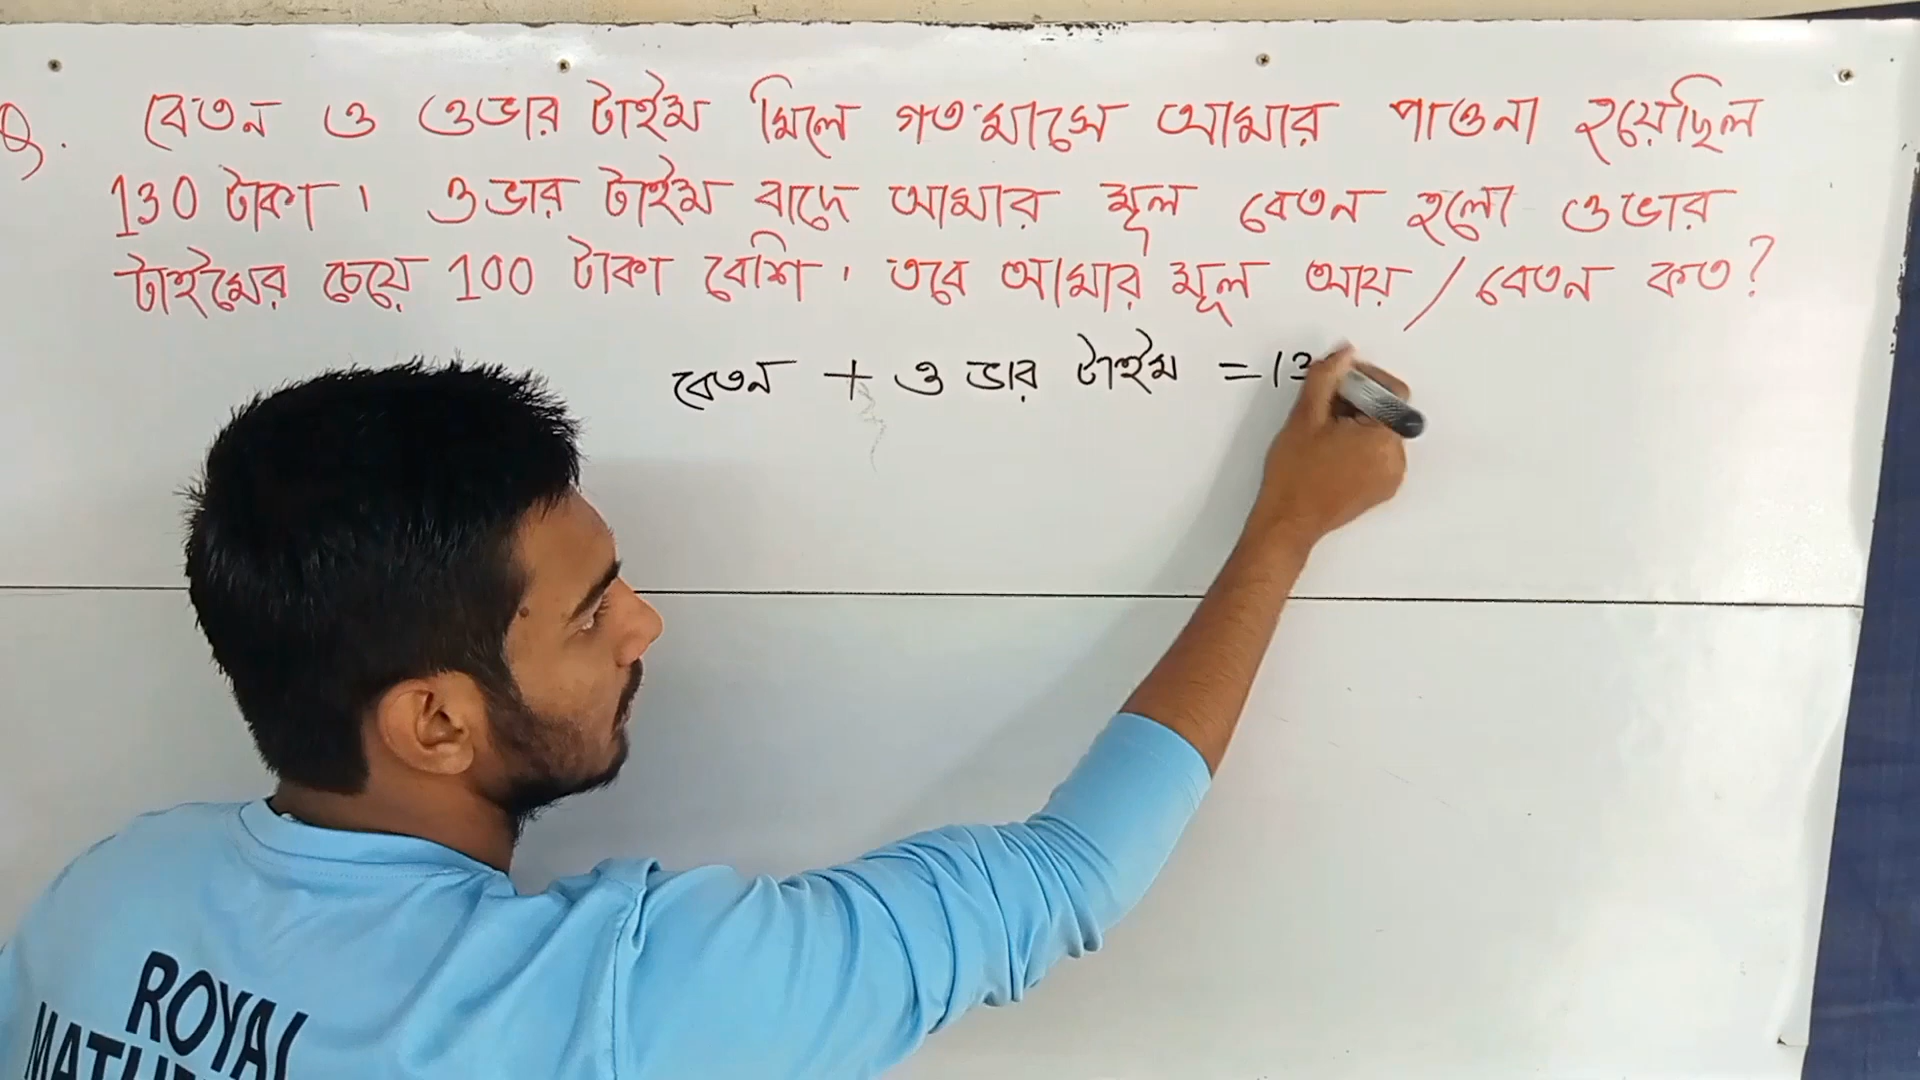 Q. বেতন ও ওভার টাইম মিলে গত মাসে আমার পাওনা হয়েছিল
130 টাকা। ওভার টাইম বাদে আমার মূল বেতন হলো ওভার
টাইমের চেয়ে 100 টাকা বেশি। তবে আমার মূল আয় / বেতন কত?
বেতন + ওভার টাইম = 13
ROYAL